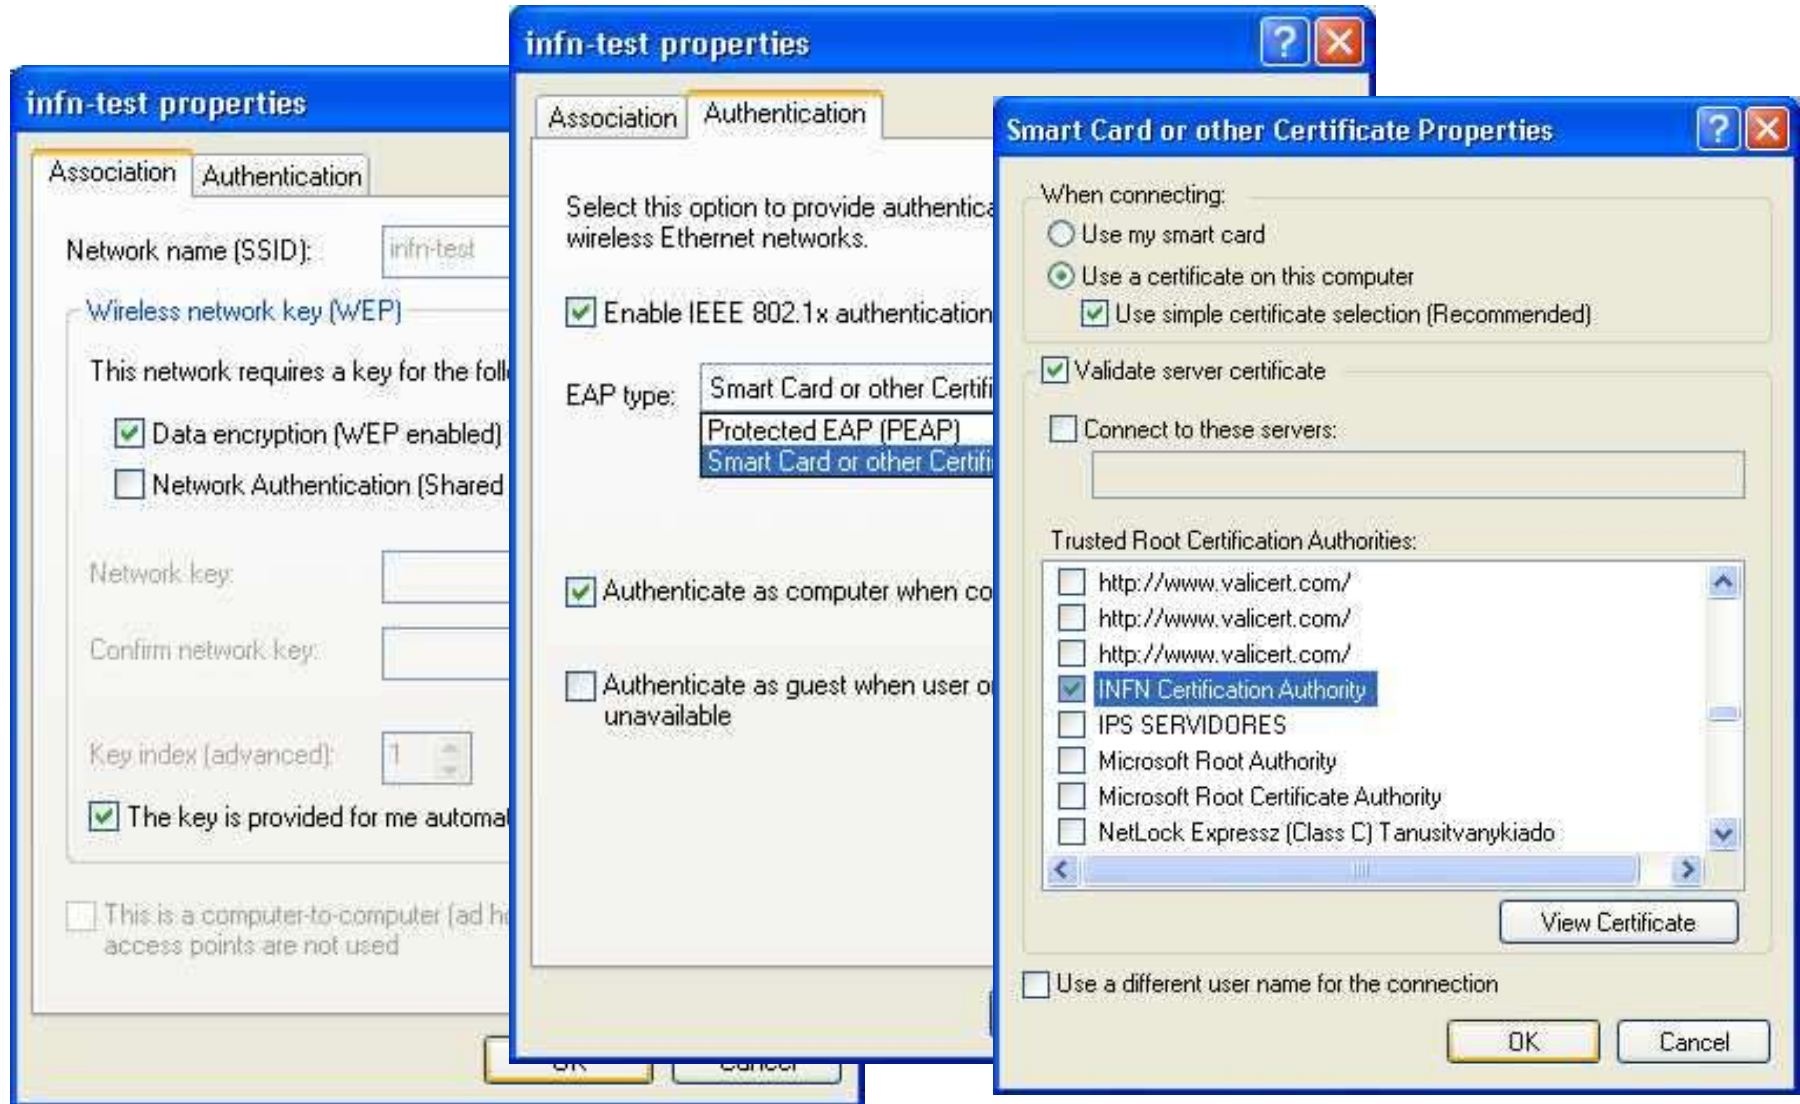 infn-test properties
Association
Authentication
Network name (SSID):
infn-test
Wireless network key (WEP)
This network requires a key for the foll
Data encryption (WEP enabled)
Network Authentication (Shared
Network key:
Confirm network key:
Key index (advanced):
1
The key is provided for me automa
This is a computer-to-computer (ad h
access points are not used
OK
Cancel
infn-test properties
Association
Authentication
Select this option to provide authentica
wireless Ethernet networks.
Enable IEEE 802.1x authentication
EAP type:
Smart Card or other Certifi
Protected EAP (PEAP)
Smart Card or other Certifi
Authenticate as computer when co
Authenticate as guest when user o
unavailable
Smart Card or other Certificate Properties
When connecting:
Use my smart card
Use a certificate on this computer
Use simple certificate selection (Recommended)
Validate server certificate
Connect to these servers:
Trusted Root Certification Authorities:
http://www.valicert.com/
http://www.valicert.com/
http://www.valicert.com/
INFN Certification Authority
IPS SERVIDORES
Microsoft Root Authority
Microsoft Root Certificate Authority
NetLock Expressz (Class C) Tanusitvanykiado
View Certificate
Use a different user name for the connection
OK
Cancel